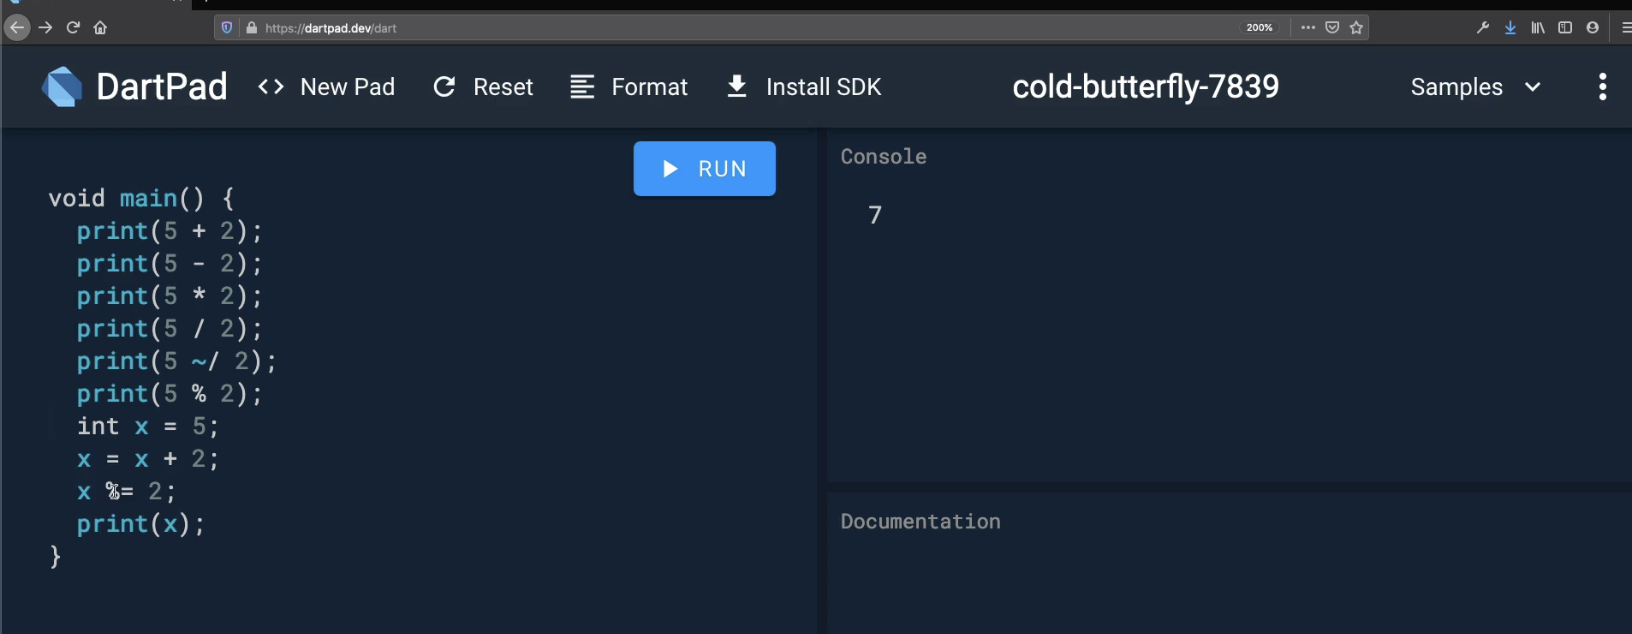 https://dartpad.dev/dart
200%
DartPad
<> New Pad
Reset
Format
Install SDK
cold-butterfly-7839
Samples
RUN
Console
void main() {
print(5 + 2);
print(5 - 2);
print(5 * 2);
print(5 / 2);
print(5 ~/ 2);
print(5 % 2);
int x = 5;
x = x + 2;
x %= 2;
print(x);
}
7
Documentation